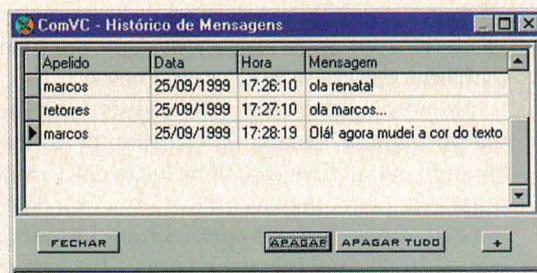 ComVC - Histórico de Mensagens
Apelido Data Hora Mensagem
marcos 25/09/1999 17:26:10 ola renata!
retorres 25/09/1999 17:27:10 ola marcos...
marcos 25/09/1999 17:28:19 Olá! agora mudei a cor do texto
FECHAR APAGAR APAGAR TUDO +